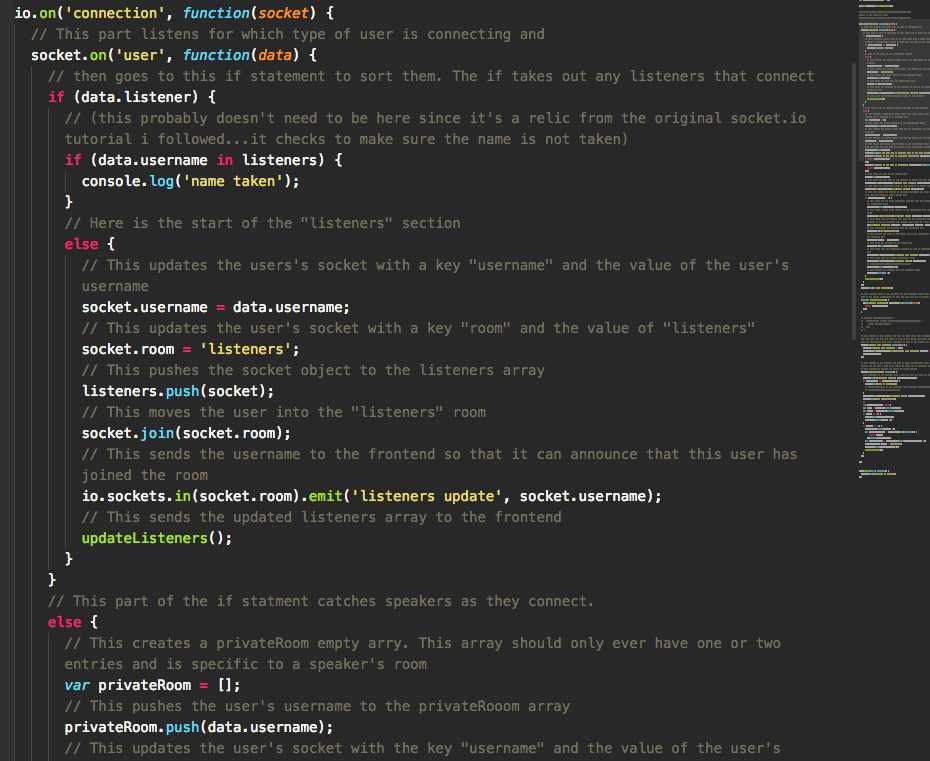 io.on('connection', function(socket) {
// This part listens for which type of user is connecting and
socket.on('user', function(data) {
// then goes to this if statement to sort them. The if takes out any listeners that connect
if (data.listener) {
// (this probably doesn't need to be here since it's a relic from the original socket.io
tutorial i followed...it checks to make sure the name is not taken)
if (data.username in listeners) {
console.log('name taken');
}
// Here is the start of the "listeners" section
else {
// This updates the users's socket with a key "username" and the value of the user's
username
socket.username = data.username;
// This updates the user's socket with a key "room" and the value of "listeners"
socket.room = 'listeners';
// This pushes the socket object to the listeners array
listeners.push(socket);
// This moves the user into the "listeners" room
socket.join(socket.room);
// This sends the username to the frontend so that it can announce that this user has
joined the room
io.sockets.in(socket.room).emit('listeners update', socket.username);
// This sends the updated listeners array to the frontend
updateListeners();
}
}
// This part of the if statment catches speakers as they connect.
else {
// This creates a privateRoom empty arry. This array should only ever have one or two
entries and is specific to a speaker's room
var privateRoom = [];
// This pushes the user's username to the privateRooom array
privateRoom.push(data.username);
// This updates the user's socket with the key "username" and the value of the user's